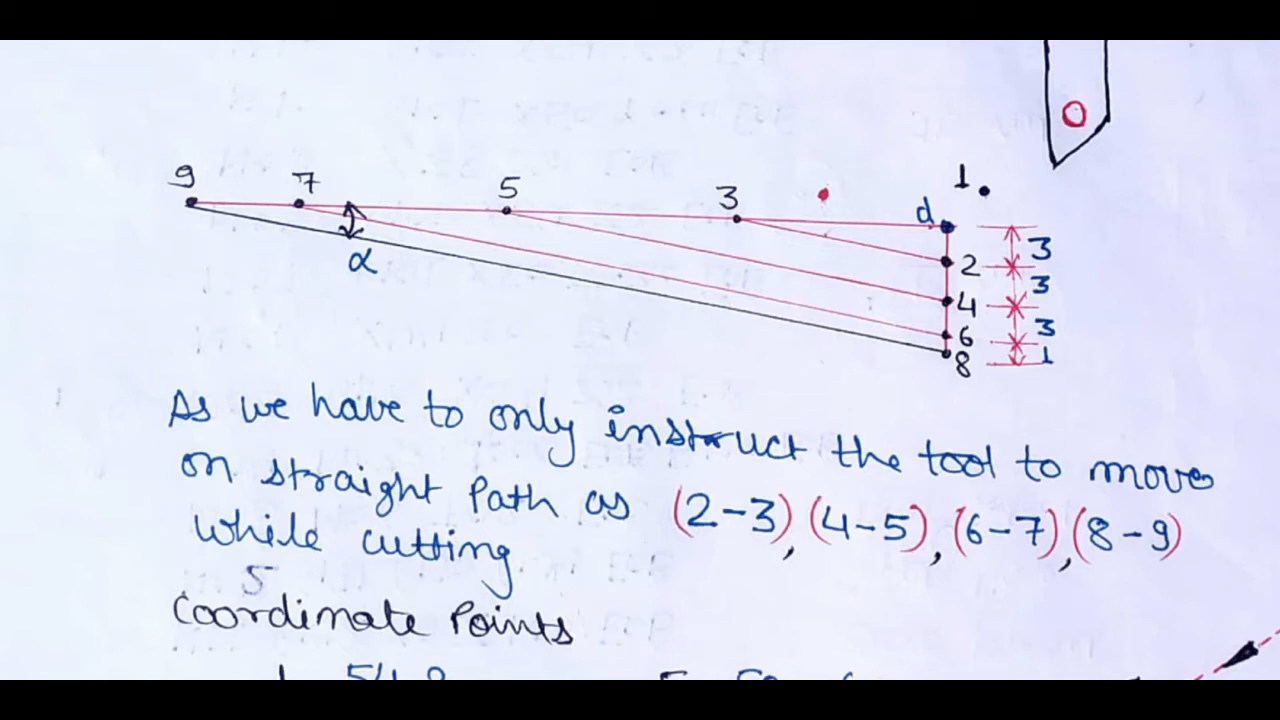 9 7 5 3 d 1
α
2 3
4 3
6 3
8 1
As we have to only instruct the tool to move
on straight Path as (2-3), (4-5), (6-7), (8-9)
while cutting
5
Coordinate Points